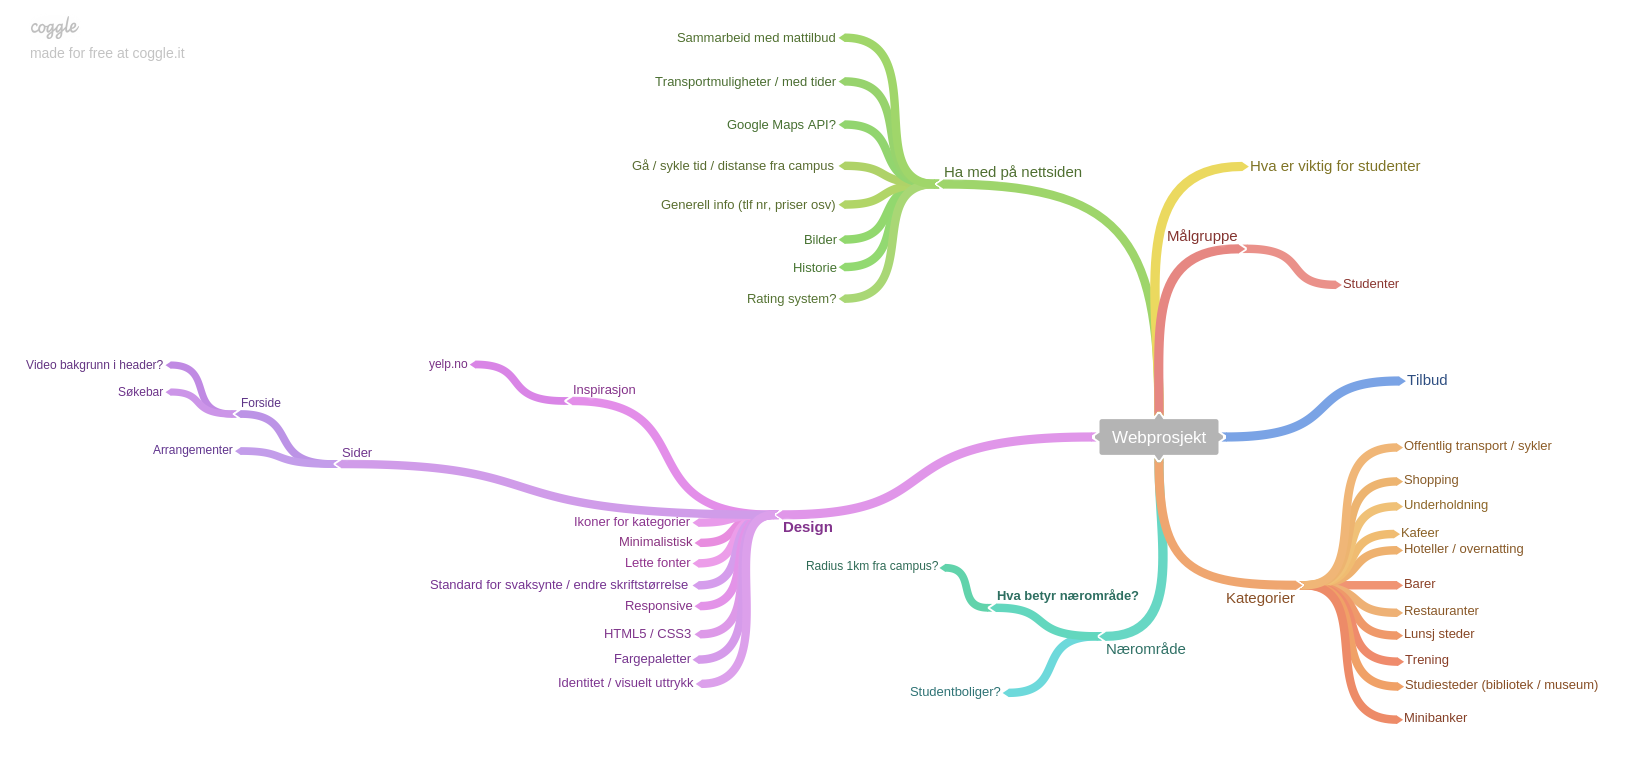 coggle
made for free at coggle.it
Webprosjekt
Ha med på nettsiden
Sammarbeid med mattilbud
Transportmuligheter / med tider
Google Maps API?
Gå / sykle tid / distanse fra campus
Generell info (tlf nr, priser osv)
Bilder
Historie
Rating system?
Hva er viktig for studenter
Målgruppe
Studenter
Tilbud
Kategorier
Offentlig transport / sykler
Shopping
Underholdning
Kafeer
Hoteller / overnatting
Barer
Restauranter
Lunsj steder
Trening
Studiesteder (bibliotek / museum)
Minibanker
Nærområde
Hva betyr nærområde?
Radius 1km fra campus?
Studentboliger?
Design
Inspirasjon
yelp.no
Sider
Forside
Video bakgrunn i header?
Søkebar
Arrangementer
Ikoner for kategorier
Minimalistisk
Lette fonter
Standard for svaksynte / endre skriftstørrelse
Responsive
HTML5 / CSS3
Fargepaletter
Identitet / visuelt uttrykk